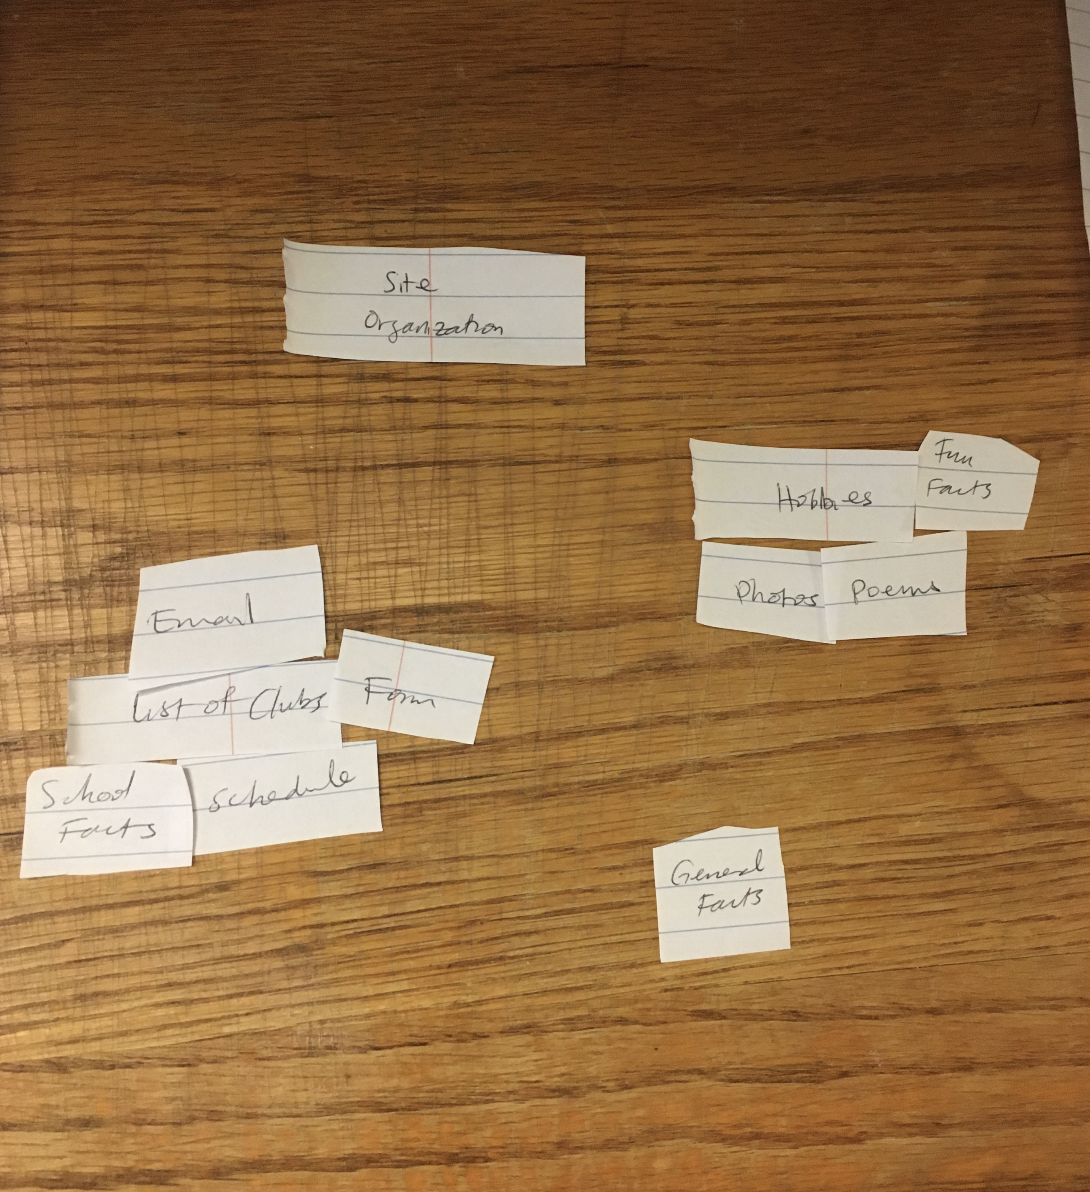 Site
Organization
Hobbies
Fun
Facts
Photos
Poems
Email
List of Clubs
Form
School
Facts
Schedule
General
Facts